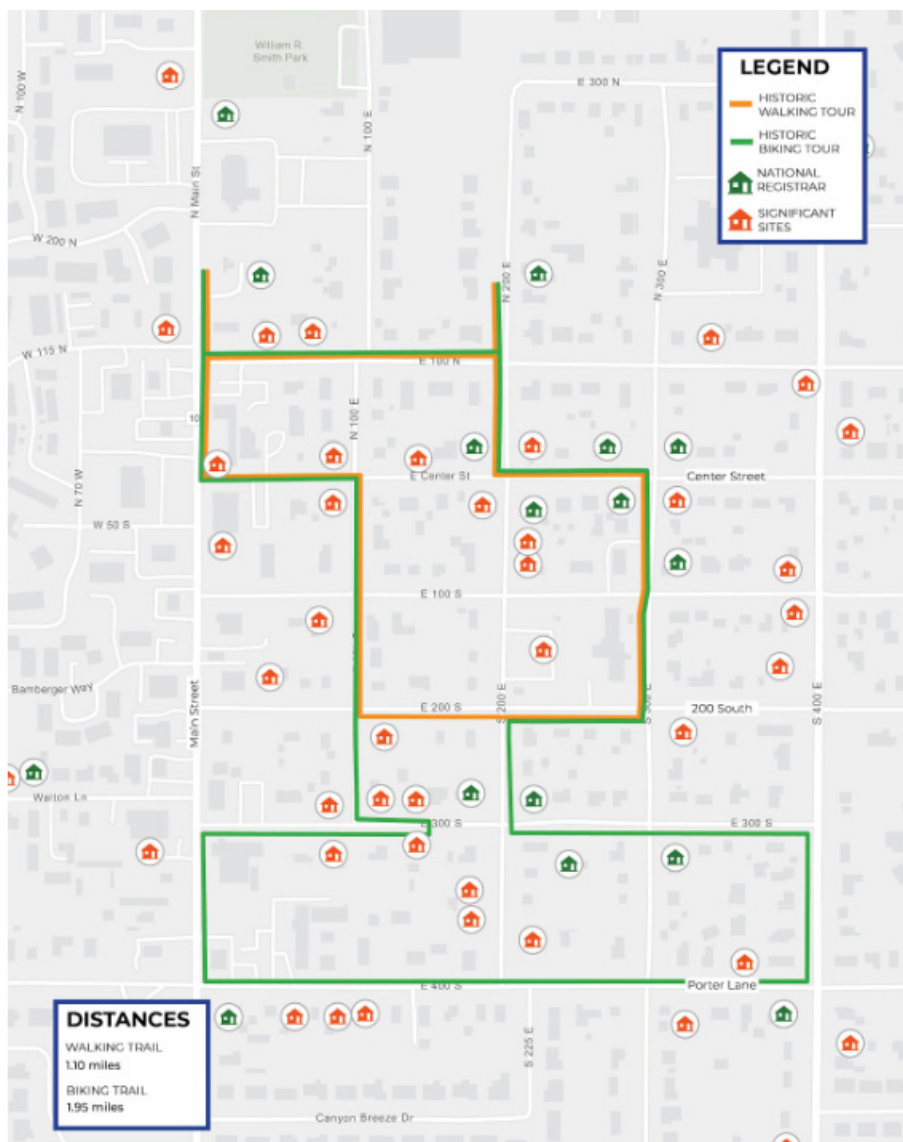 William R.
Smith Park
N 100 W
N 100 E
E 300 N
LEGEND
HISTORIC
WALKING TOUR
HISTORIC
BIKING TOUR
NATIONAL
REGISTRAR
SIGNIFICANT
SITES
N Main St
W 200 N
N 200 E
N 300 E
W 115 N
E 100 N
10
N 100 E
E Center St
Center Street
N 70 W
W 50 S
E 100 S
Bamberger Way
Main Street
E 200 S
S 200 E
200 South
S 400 E
Walton Ln
E 300 S
E 300 S
E 400 S
Porter Lane
DISTANCES
WALKING TRAIL
1.10 miles
BIKING TRAIL
1.95 miles
S 225 E
Canyon Breeze Dr